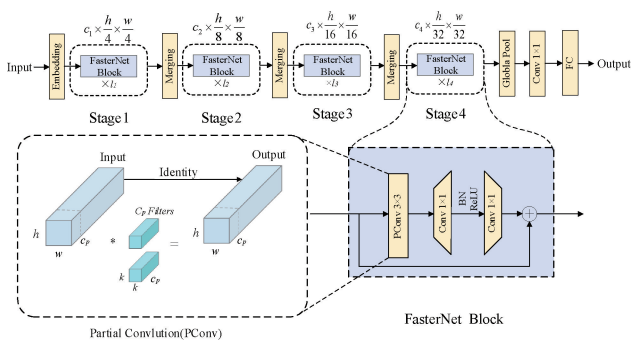 c₁ × h/4 × w/4
c₂ × h/8 × w/8
c₃ × h/16 × w/16
c₄ × h/32 × w/32
Input
Embedding
FasterNet
Block
×l₁
Merging
FasterNet
Block
×l₂
Merging
FasterNet
Block
×l₃
Merging
FasterNet
Block
×l₄
Globla Pool
Conv 1×1
FC
Output
Stage1
Stage2
Stage3
Stage4
Input
Identity
Output
h
w
cₚ
*
Cₚ Filters
k
k
cₚ
=
h
w
cₚ
PConv 3×3
Conv 1×1
BN
ReLU
Conv 1×1
+
Partial Convlution(PConv)
FasterNet Block